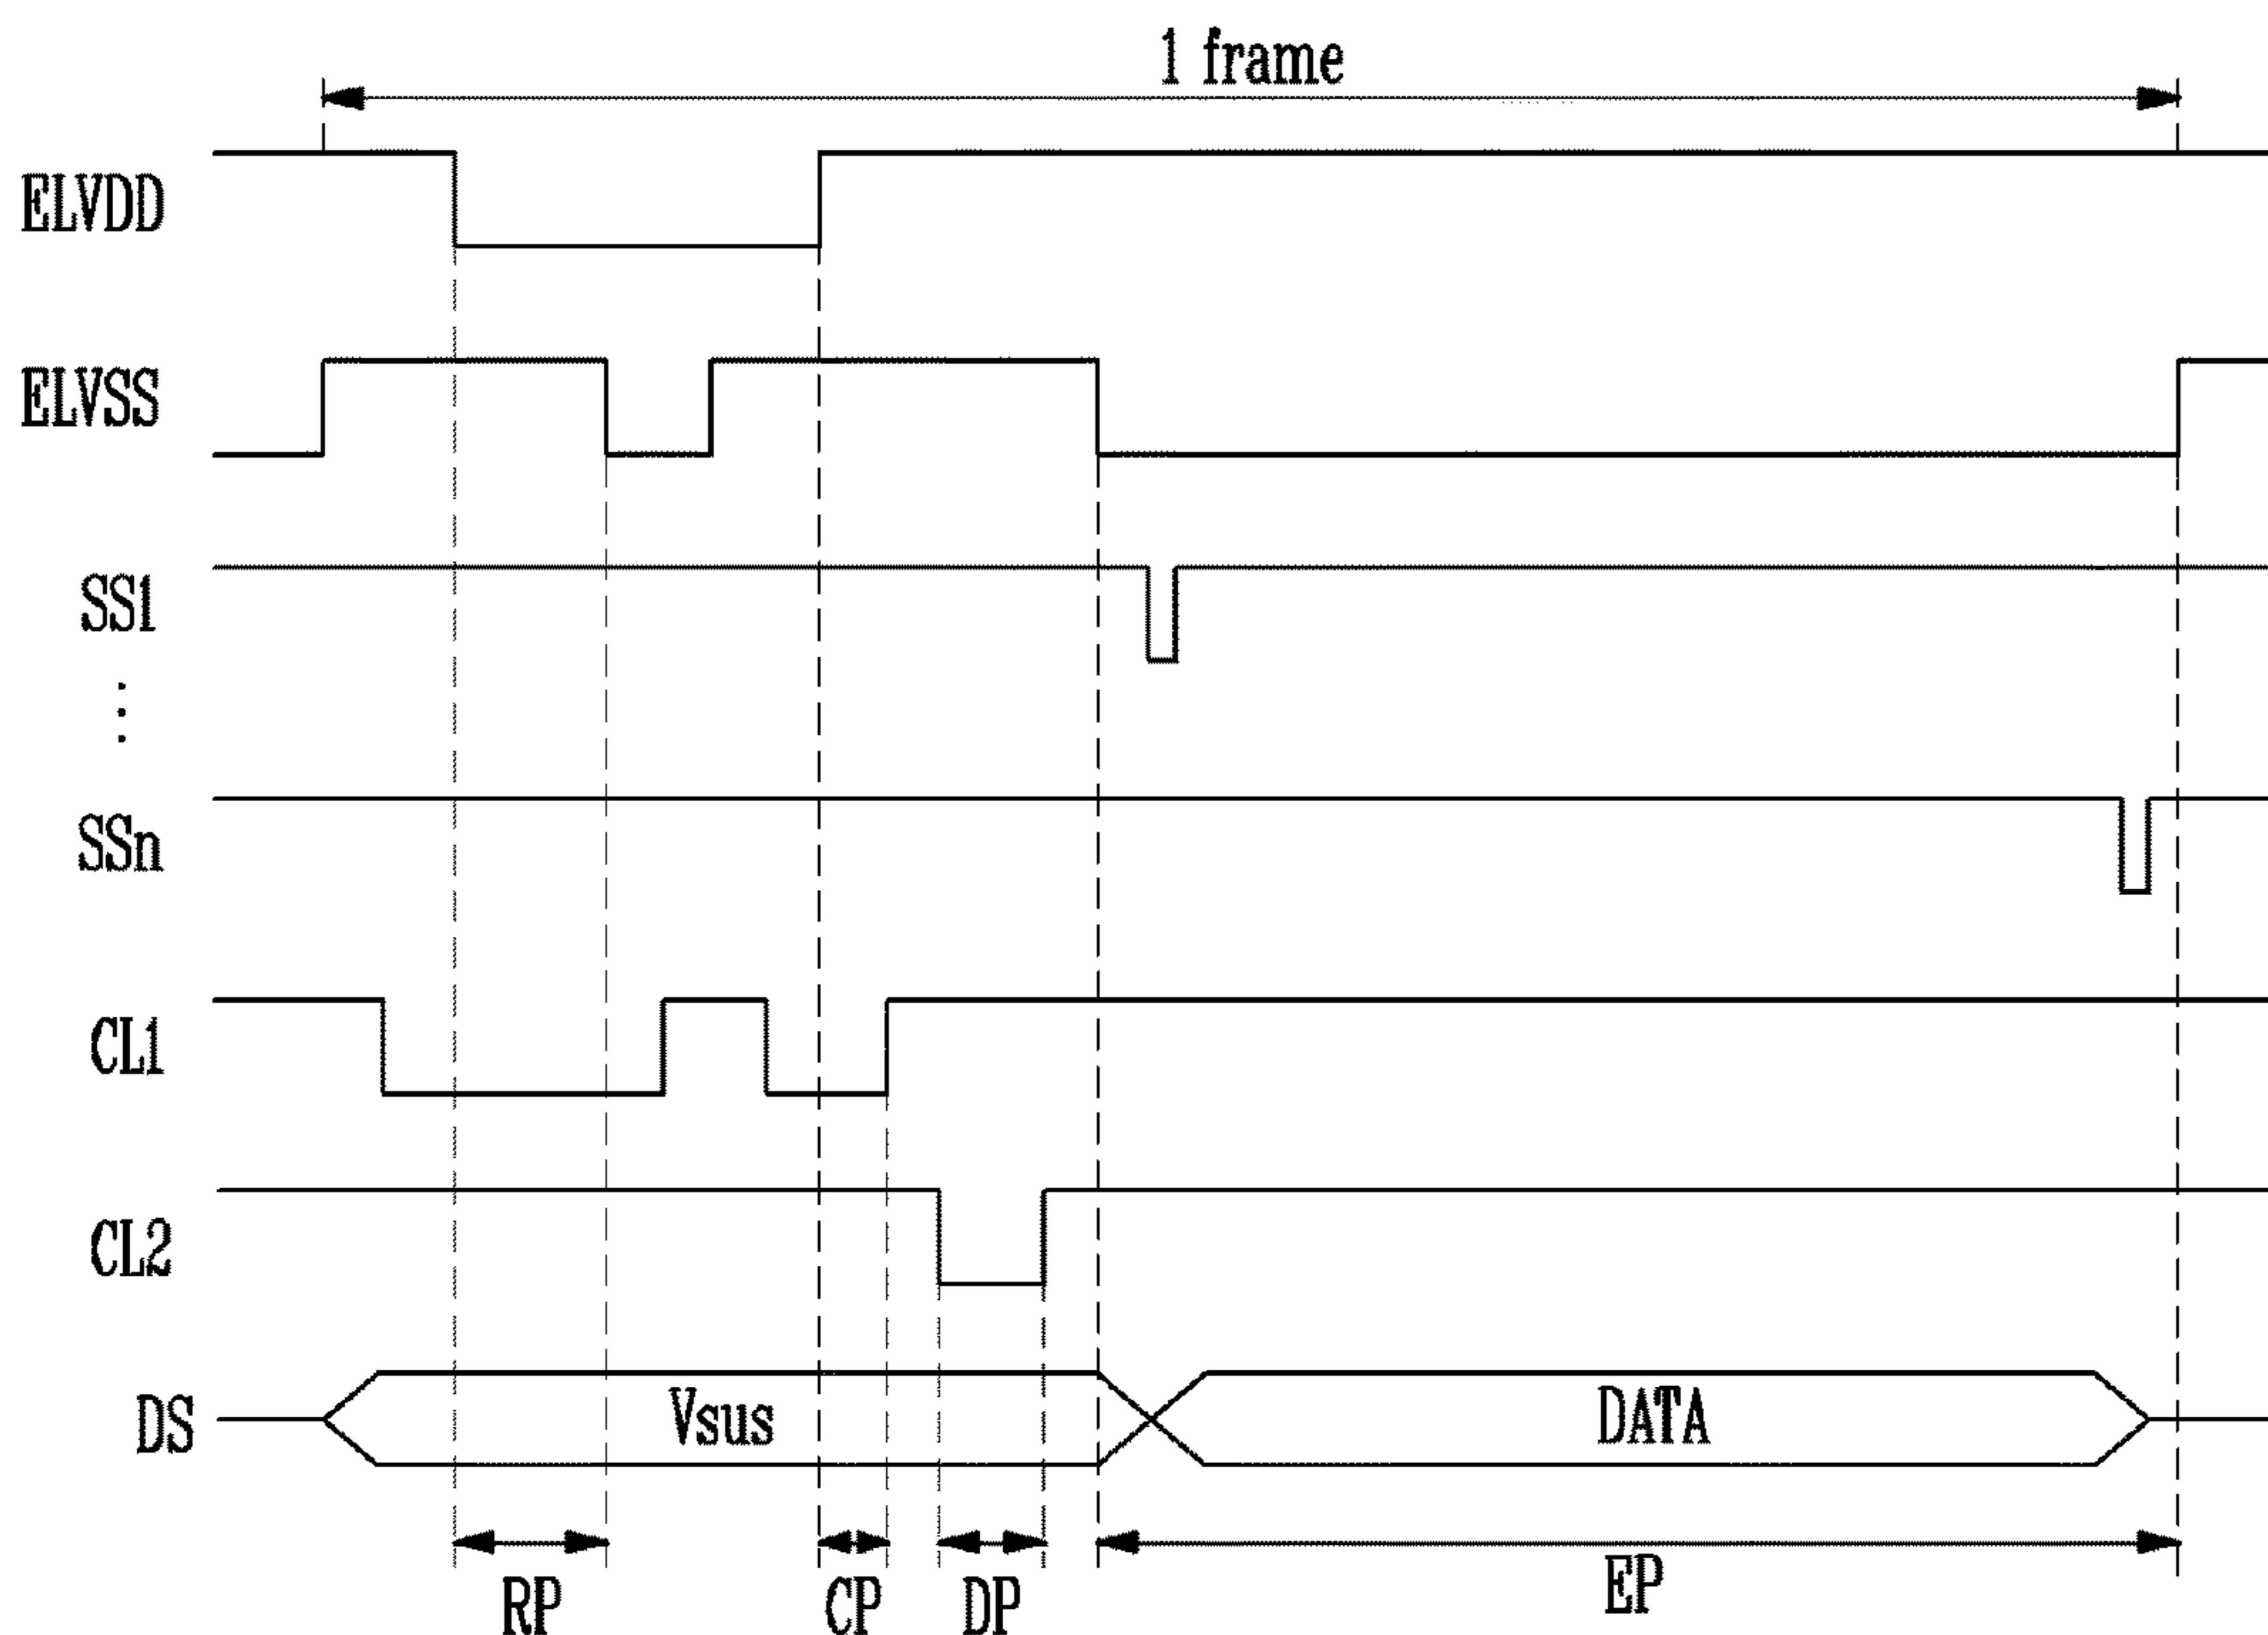 1 frame
ELVDD
ELVSS
SS1
SSn
CL1
CL2
DS Vsus DATA
RP CP DP EP